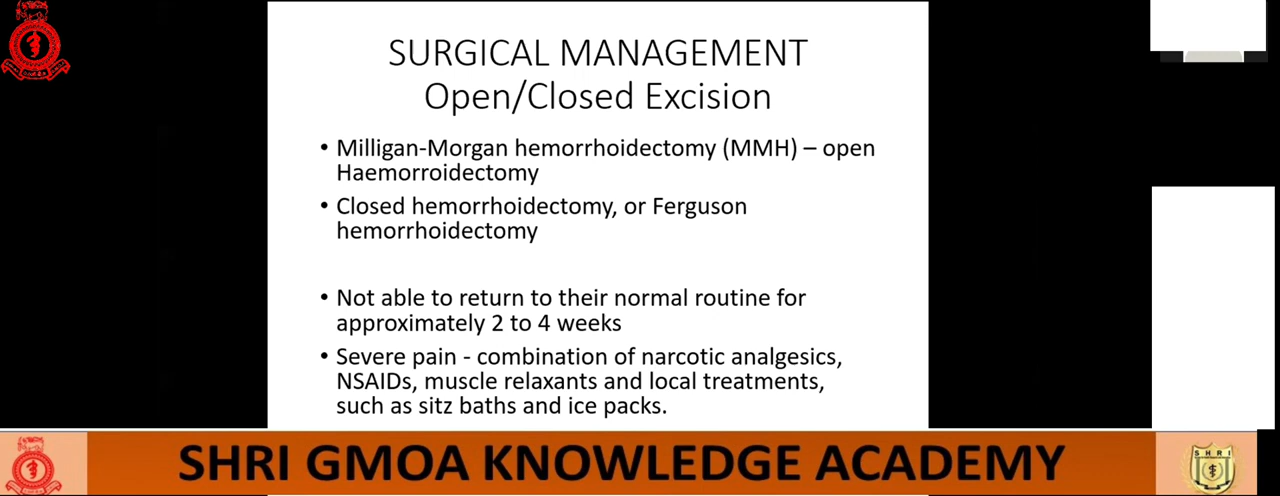 SURGICAL MANAGEMENT
Open/Closed Excision
• Milligan-Morgan hemorrhoidectomy (MMH) – open
Haemorroidectomy
• Closed hemorrhoidectomy, or Ferguson
hemorrhoidectomy
• Not able to return to their normal routine for
approximately 2 to 4 weeks
• Severe pain - combination of narcotic analgesics,
NSAIDs, muscle relaxants and local treatments,
such as sitz baths and ice packs.
SHRI GMOA KNOWLEDGE ACADEMY
SHRI